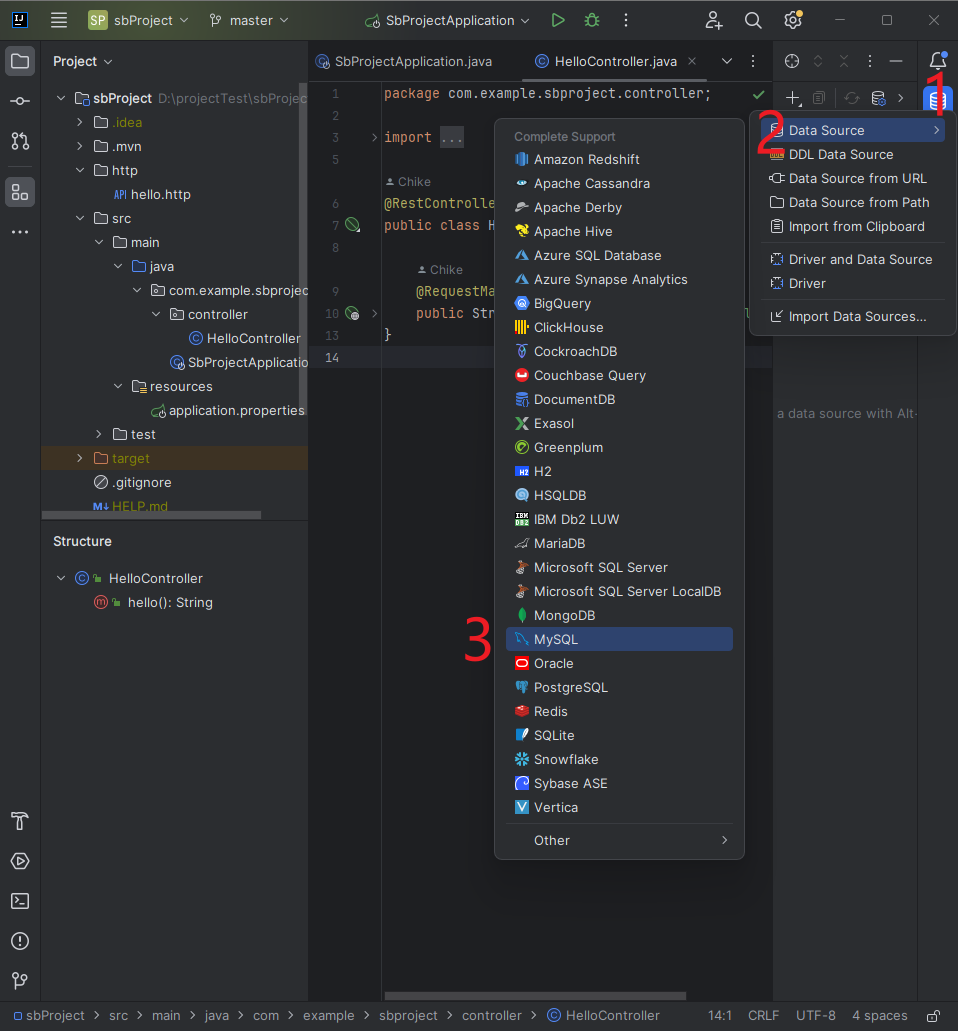 SP sbProject master SbProjectApplication
Project
sbProject D:\projectTest\sbProjec
.idea
.mvn
http
API hello.http
src
main
java
com.example.sbprojec
controller
HelloController
SbProjectApplicatio
resources
application.properties
test
target
.gitignore
M↓ HELP.md
Structure
HelloController
hello(): String
SbProjectApplication.java HelloController.java
1 package com.example.sbproject.controller;
2
3 import ...
5
Chike
6 @RestControlle
7 public class H
8
Chike
9 @RequestMa
10 public Str
13 }
14
Complete Support
Amazon Redshift
Apache Cassandra
Apache Derby
Apache Hive
Azure SQL Database
Azure Synapse Analytics
BigQuery
ClickHouse
CockroachDB
Couchbase Query
DocumentDB
Exasol
Greenplum
H2
HSQLDB
IBM Db2 LUW
MariaDB
Microsoft SQL Server
Microsoft SQL Server LocalDB
MongoDB
3 MySQL
Oracle
PostgreSQL
Redis
SQLite
Snowflake
Sybase ASE
Vertica
Other
1
2 Data Source
DDL Data Source
Data Source from URL
Data Source from Path
Import from Clipboard
Driver and Data Source
Driver
Import Data Sources...
a data source with Alt-
sbProject > src > main > java > com > example > sbproject > controller > HelloController 14:1 CRLF UTF-8 4 spaces